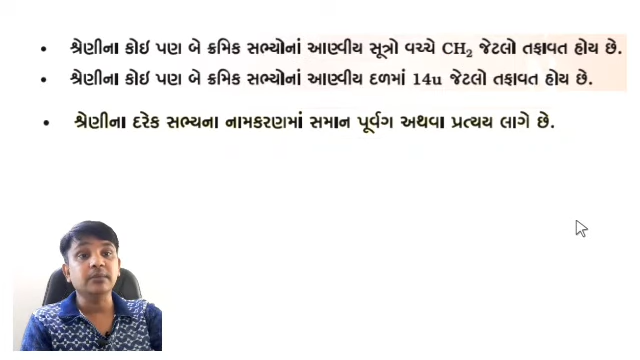 • શ્રેણીના કોઇ પણ બે ક્રમિક સભ્યોનાં આણ્વીય સૂત્રો વચ્ચે CH₂ જેટલો તફાવત હોય છે.
• શ્રેણીના કોઇ પણ બે ક્રમિક સભ્યોનાં આણ્વીય દળમાં 14u જેટલો તફાવત હોય છે.
• શ્રેણીના દરેક સભ્યના નામકરણમાં સમાન પૂર્વગ અથવા પ્રત્યય લાગે છે.